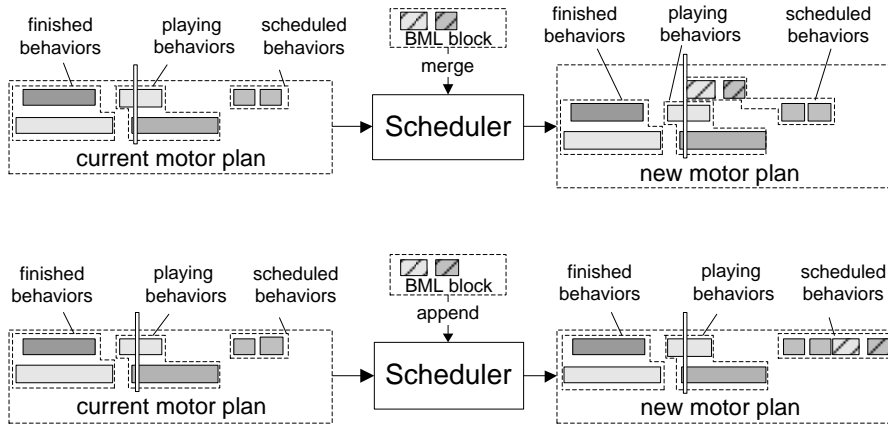 finished
behaviors
playing
behaviors
scheduled
behaviors
BML block
merge
Scheduler
current motor plan
finished
behaviors
playing
behaviors
scheduled
behaviors
new motor plan
finished
behaviors
playing
behaviors
scheduled
behaviors
BML block
append
Scheduler
current motor plan
finished
behaviors
playing
behaviors
scheduled
behaviors
new motor plan